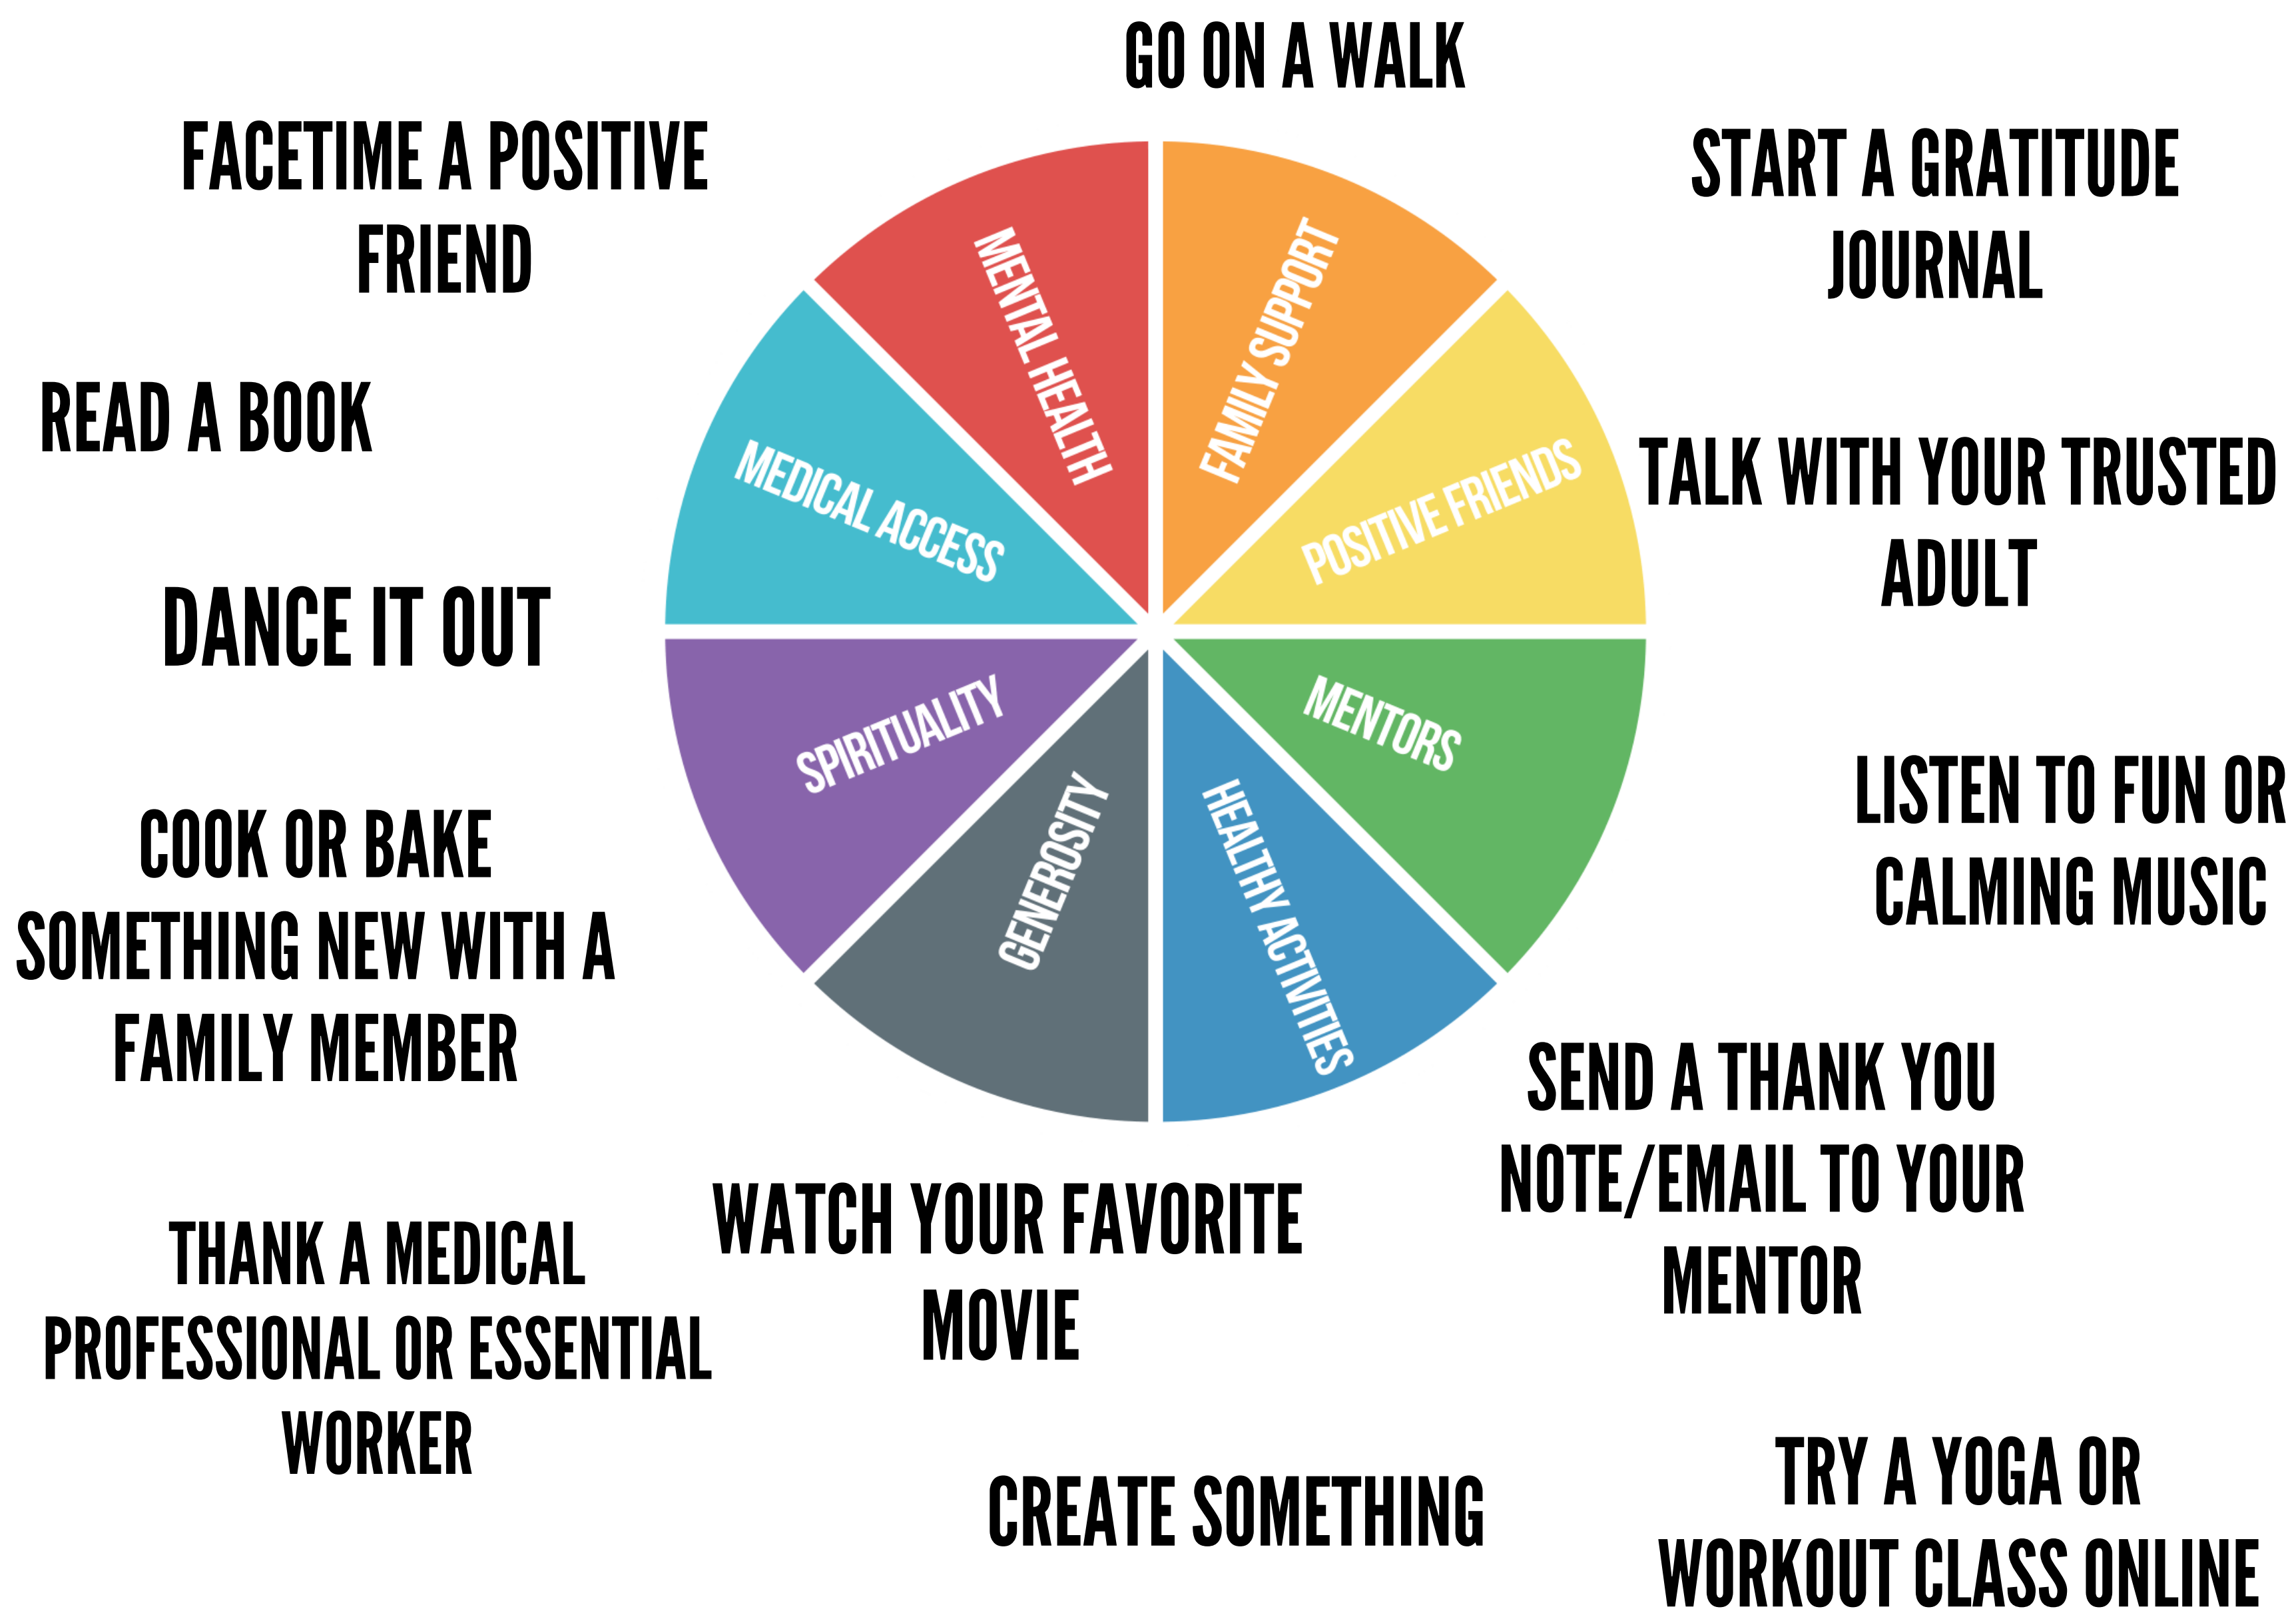 GO ON A WALK
FACETIME A POSITIVE
FRIEND
START A GRATITUDE
JOURNAL
READ A BOOK
TALK WITH YOUR TRUSTED
ADULT
DANCE IT OUT
LISTEN TO FUN OR
CALMING MUSIC
COOK OR BAKE
SOMETHING NEW WITH A
FAMILY MEMBER
SEND A THANK YOU
NOTE/EMAIL TO YOUR
MENTOR
THANK A MEDICAL
PROFESSIONAL OR ESSENTIAL
WORKER
WATCH YOUR FAVORITE
MOVIE
CREATE SOMETHING
TRY A YOGA OR
WORKOUT CLASS ONLINE
MENTAL HEALTH
FAMILY SUPPORT
POSITIVE FRIENDS
MENTORS
HEALTHY ACTIVITIES
GENEROSITY
SPIRITUALITY
MEDICAL ACCESS